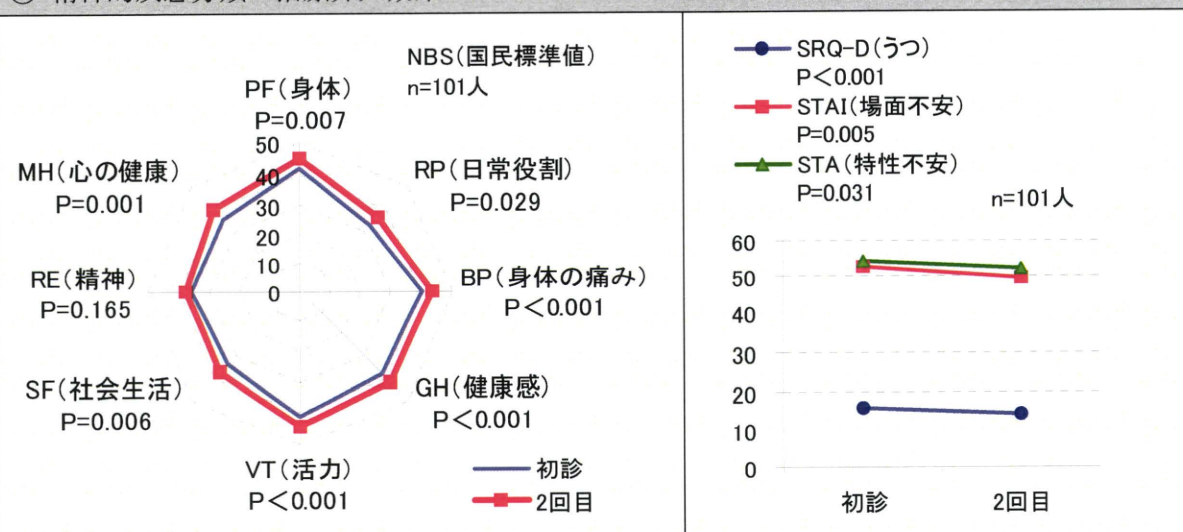 NBS(国民標準値)
n=101人
PF(身体)
P=0.007
MH(心の健康)
P=0.001
RP(日常役割)
P=0.029
RE(精神)
P=0.165
BP(身体の痛み)
P<0.001
SF(社会生活)
P=0.006
GH(健康感)
P<0.001
VT(活力)
P<0.001
50
40
30
20
10
0
初診
2回目
SRQ-D(うつ)
P<0.001
STAI(場面不安)
P=0.005
STA(特性不安)
P=0.031
n=101人
60
50
40
30
20
10
0
初診
2回目